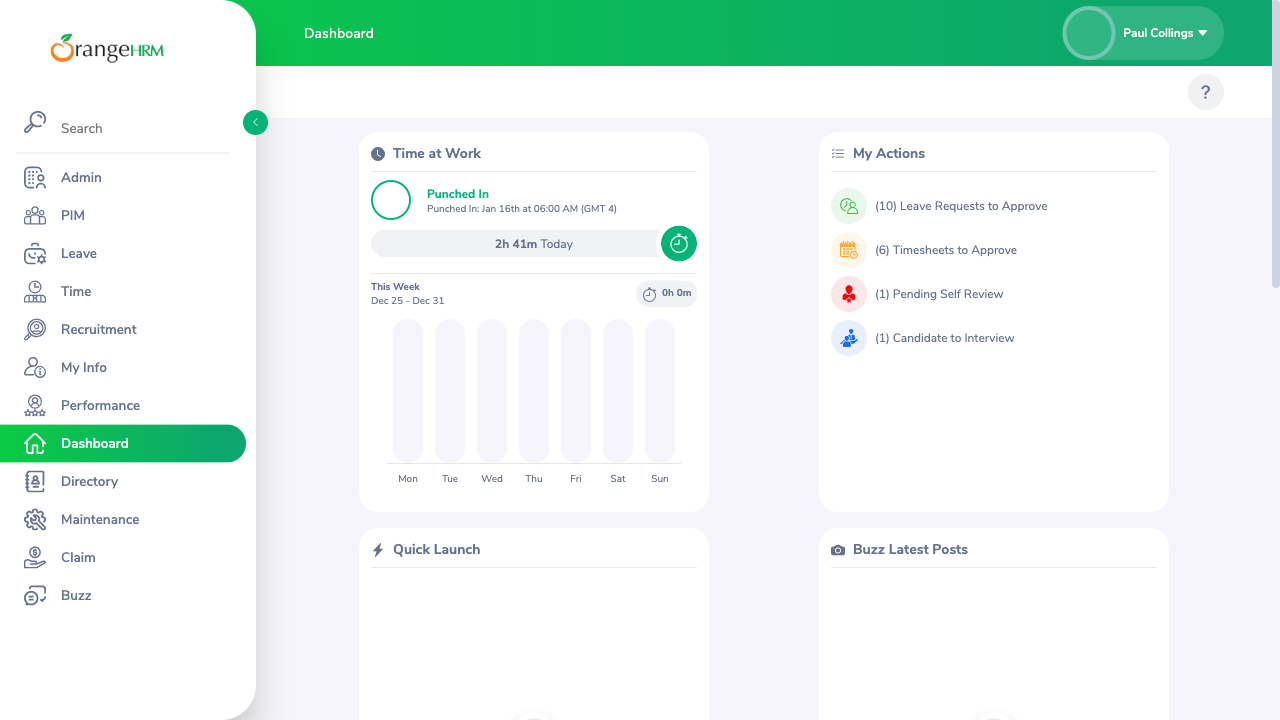 OrangeHRM
Search
Admin
PIM
Leave
Time
Recruitment
My Info
Performance
Dashboard
Directory
Maintenance
Claim
Buzz
Dashboard
Paul Collings
?
Time at Work
Punched In
Punched In: Jan 16th at 06:00 AM (GMT 4)
2h 41m Today
This Week
Dec 25 - Dec 31
0h 0m
Mon Tue Wed Thu Fri Sat Sun
My Actions
(10) Leave Requests to Approve
(6) Timesheets to Approve
(1) Pending Self Review
(1) Candidate to Interview
Quick Launch
Buzz Latest Posts